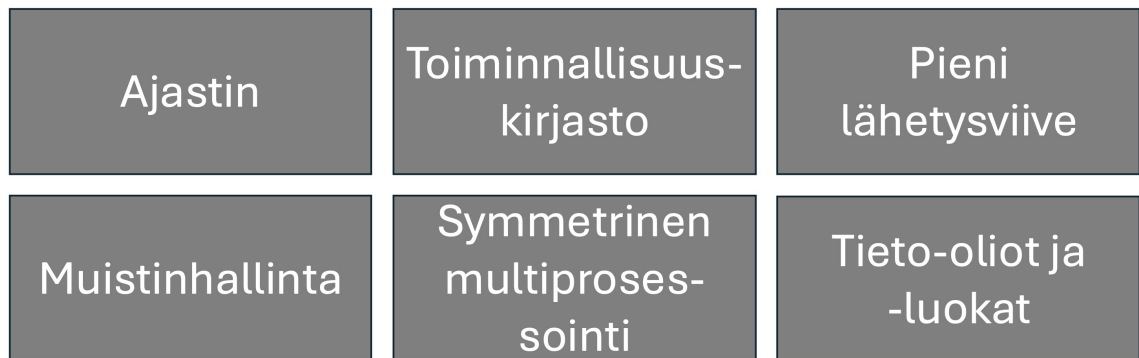 Ajastin
Toiminnallisuus-
kirjasto
Pieni
lähetysviive
Muistinhallinta
Symmetrinen
multiproses-
sointi
Tieto-oliot ja
-luokat